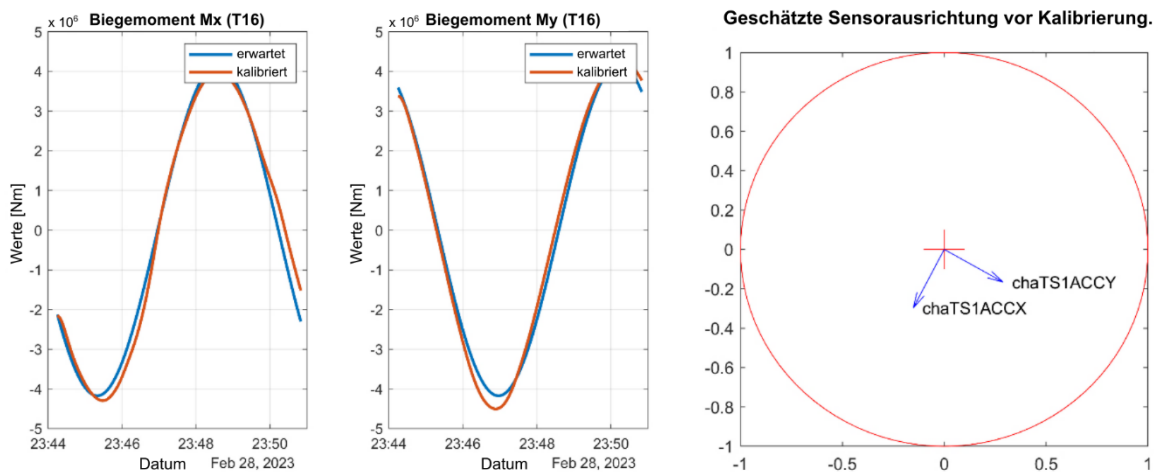 Biegemoment Mx (T16)
x 10⁶
5
4
3
2
1
0
-1
-2
-3
-4
-5
Werte [Nm]
erwartet
kalibriert
23:44
23:46
23:48
23:50
Datum
Feb 28, 2023
Biegemoment My (T16)
x 10⁶
5
4
3
2
1
0
-1
-2
-3
-4
-5
Werte [Nm]
erwartet
kalibriert
23:44
23:46
23:48
23:50
Datum
Feb 28, 2023
Geschätzte Sensorausrichtung vor Kalibrierung.
1
0.8
0.6
0.4
0.2
0
-0.2
-0.4
-0.6
-0.8
-1
chaTS1ACCY
chaTS1ACCX
-1
-0.5
0
0.5
1